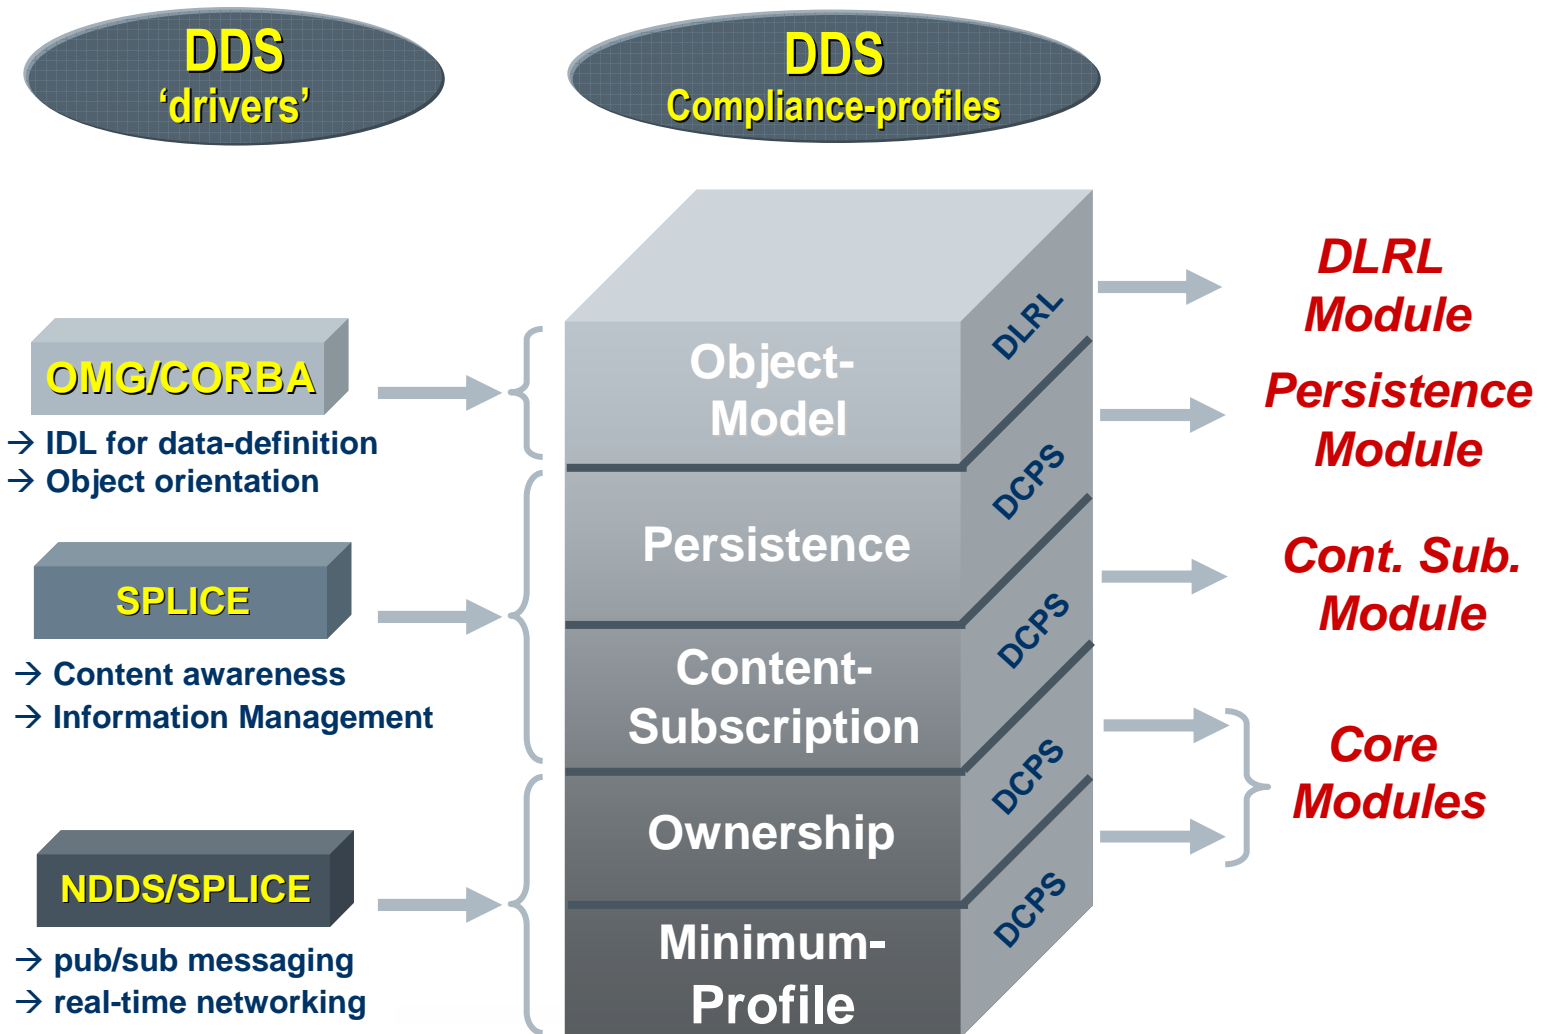 DDS
‘drivers’
DDS
Compliance-profiles
OMG/CORBA
→ IDL for data-definition
→ Object orientation
SPLICE
→ Content awareness
→ Information Management
NDDS/SPLICE
→ pub/sub messaging
→ real-time networking
Object-
Model
Persistence
Content-
Subscription
Ownership
Minimum-
Profile
DLRL
DCPS
DCPS
DCPS
DCPS
DLRL
Module
Persistence
Module
Cont. Sub.
Module
Core
Modules